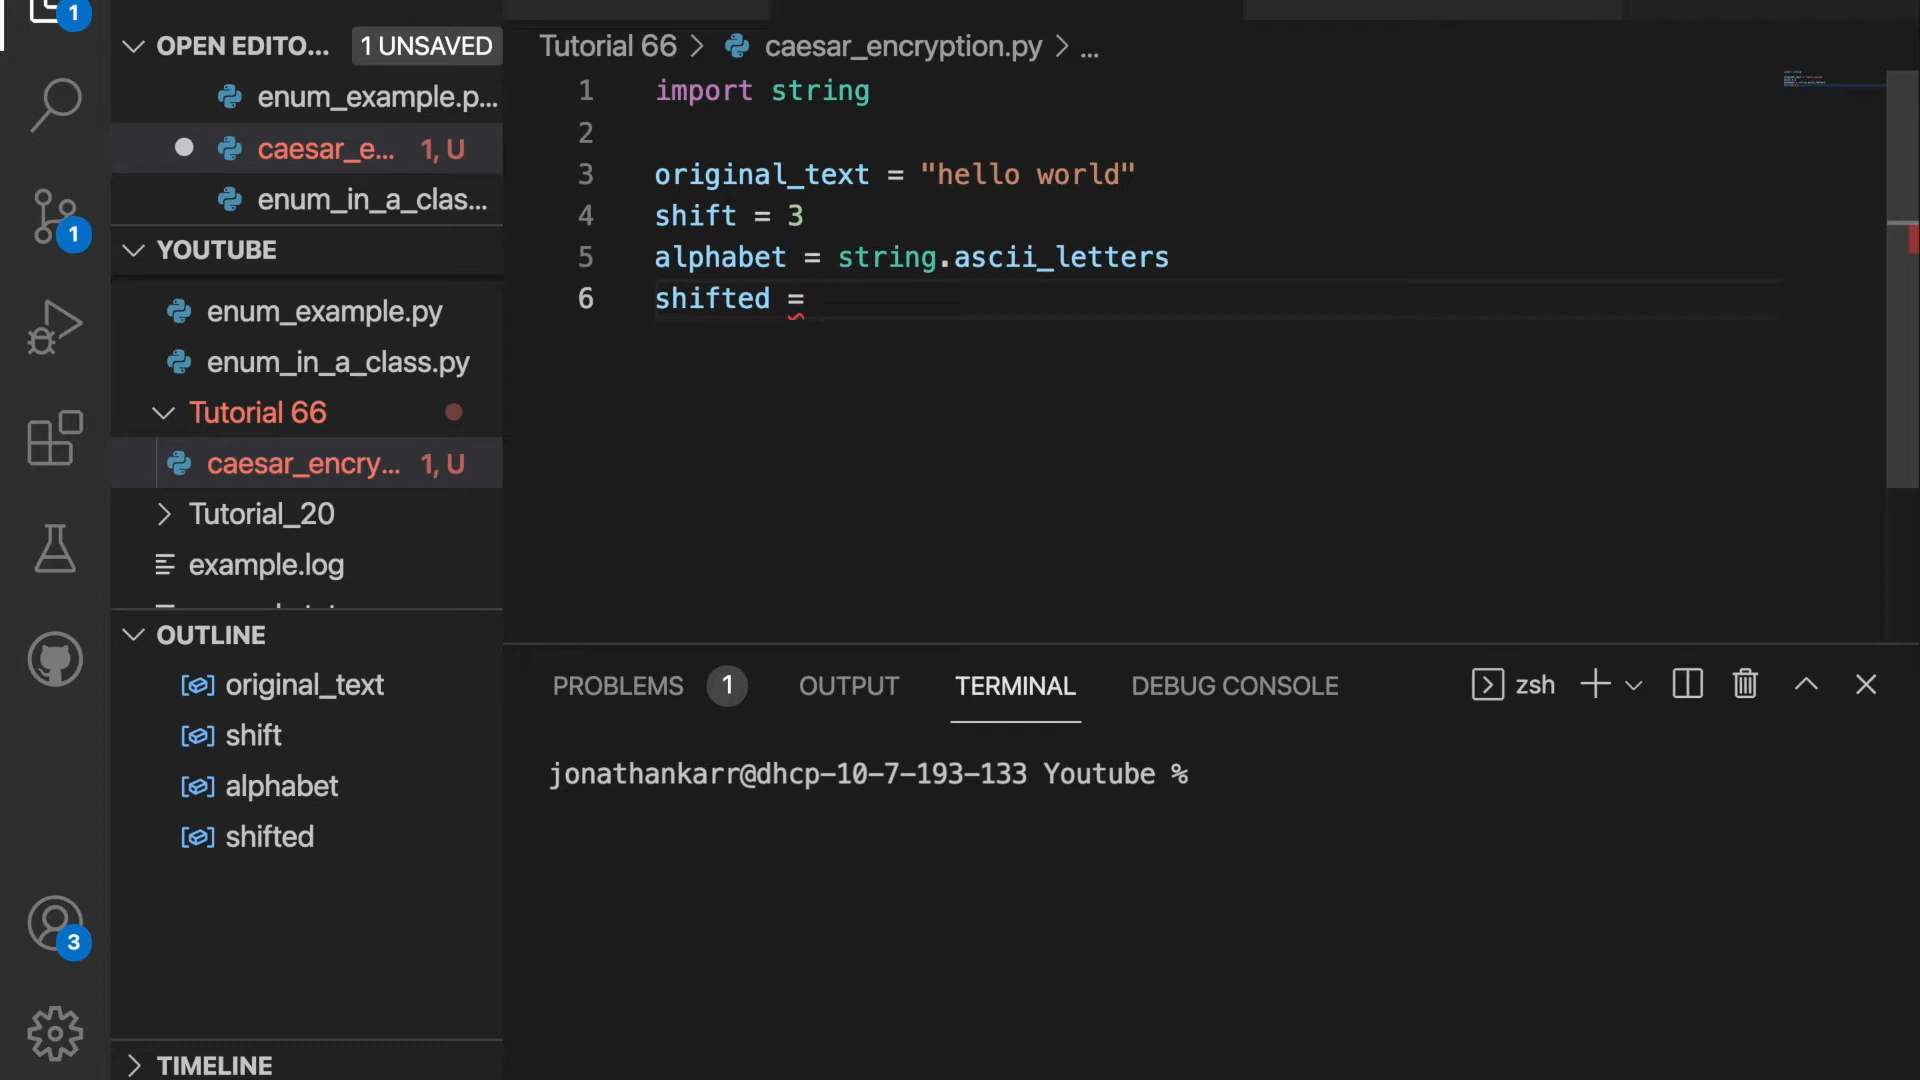 1
OPEN EDITO... 1 UNSAVED
enum_example.p...
caesar_e... 1, U
enum_in_a_clas...
1
YOUTUBE
enum_example.py
enum_in_a_class.py
Tutorial 66
caesar_encry... 1, U
Tutorial_20
example.log
OUTLINE
original_text
shift
alphabet
shifted
3
TIMELINE
Tutorial 66 > caesar_encryption.py > ...
1 import string
2
3 original_text = "hello world"
4 shift = 3
5 alphabet = string.ascii_letters
6 shifted =
PROBLEMS 1 OUTPUT TERMINAL DEBUG CONSOLE zsh
jonathankarr@dhcp-10-7-193-133 Youtube %